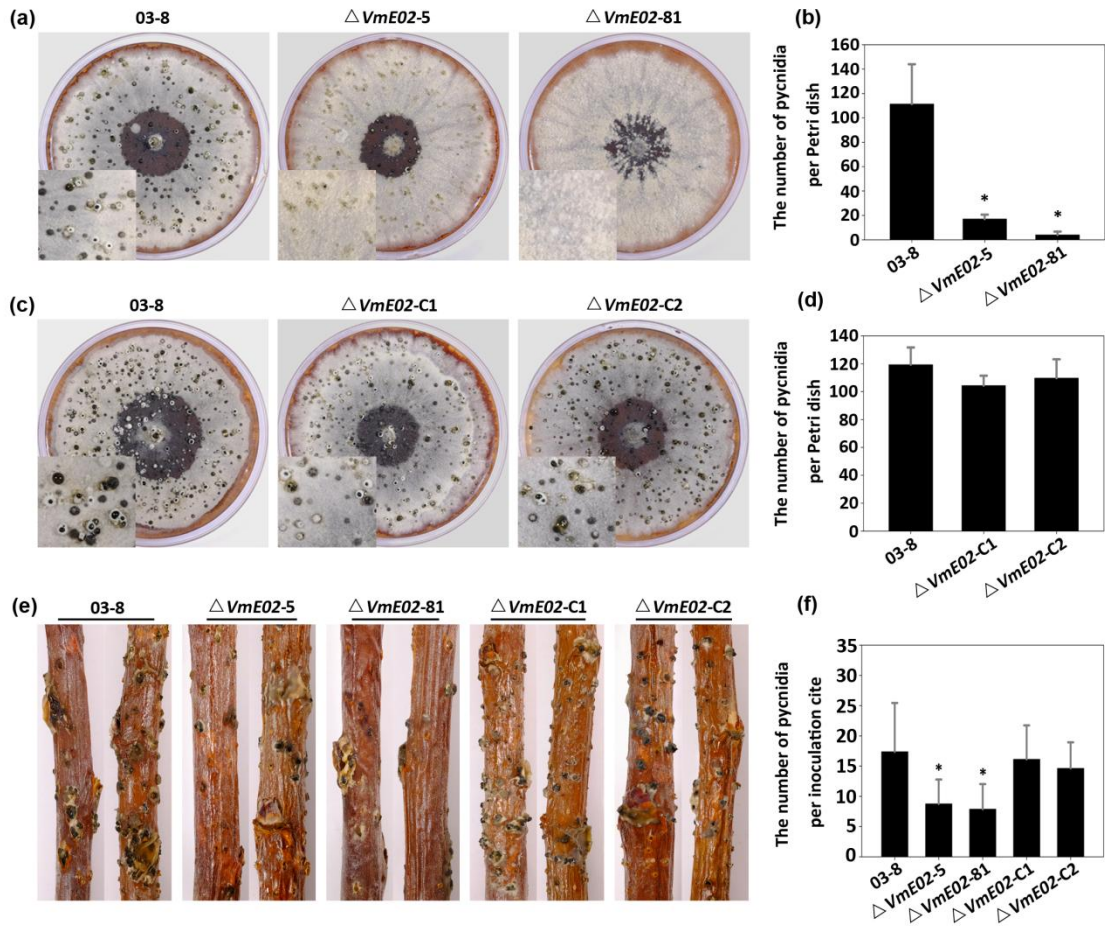 (a)
03-8
△VmE02-5
△VmE02-81
(b)
The number of pycnidia
per Petri dish
160
140
120
100
80
60
40
20
0
*
*
03-8
△VmE02-5
△VmE02-81
(c)
03-8
△VmE02-C1
△VmE02-C2
(d)
The number of pycnidia
per Petri dish
140
120
100
80
60
40
20
0
03-8
△VmE02-C1
△VmE02-C2
(e)
03-8
△VmE02-5
△VmE02-81
△VmE02-C1
△VmE02-C2
(f)
The number of pycnidia
per inoculation cite
35
30
25
20
15
10
5
0
*
*
03-8
△VmE02-5
△VmE02-81
△VmE02-C1
△VmE02-C2